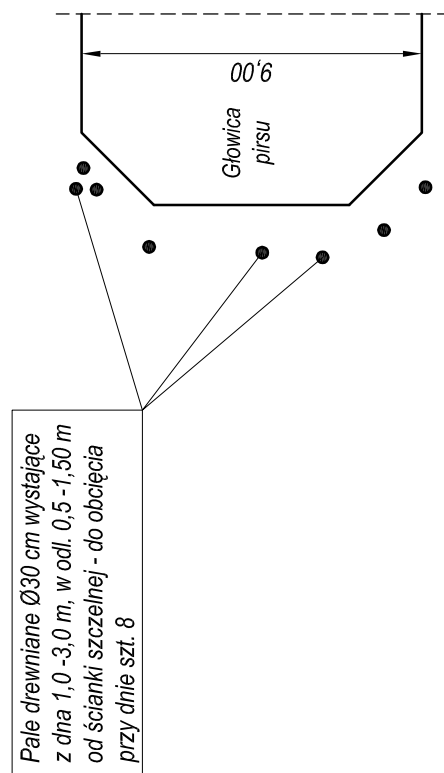 Pale drewniane Ø30 cm wystające
z dna 1,0 -3,0 m, w odl. 0,5 -1,50 m
od ścianki szczelnej - do obcięcia
przy dnie szt. 8
Głowica
pirsu
9,00